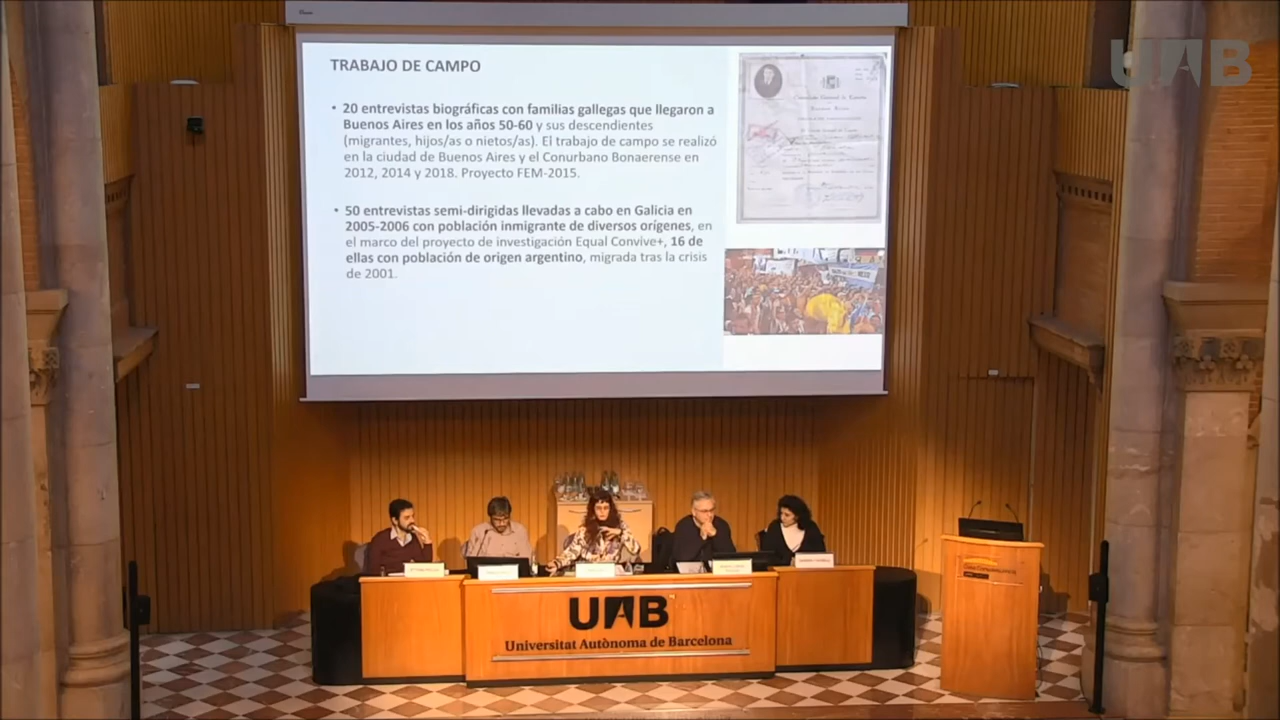 UAB
TRABAJO DE CAMPO
• 20 entrevistas biográficas con familias gallegas que llegaron a
Buenos Aires en los años 50-60 y sus descendientes
(migrantes, hijos/as o nietos/as). El trabajo de campo se realizó
en la ciudad de Buenos Aires y el Conurbano Bonaerense en
2012, 2014 y 2018. Proyecto FEM-2015.
• 50 entrevistas semi-dirigidas llevadas a cabo en Galicia en
2005-2006 con población inmigrante de diversos orígenes, en
el marco del proyecto de investigación Equal Convive+, 16 de
ellas con población de origen argentino, migrada tras la crisis
de 2001.
UAB
Universitat Autònoma de Barcelona